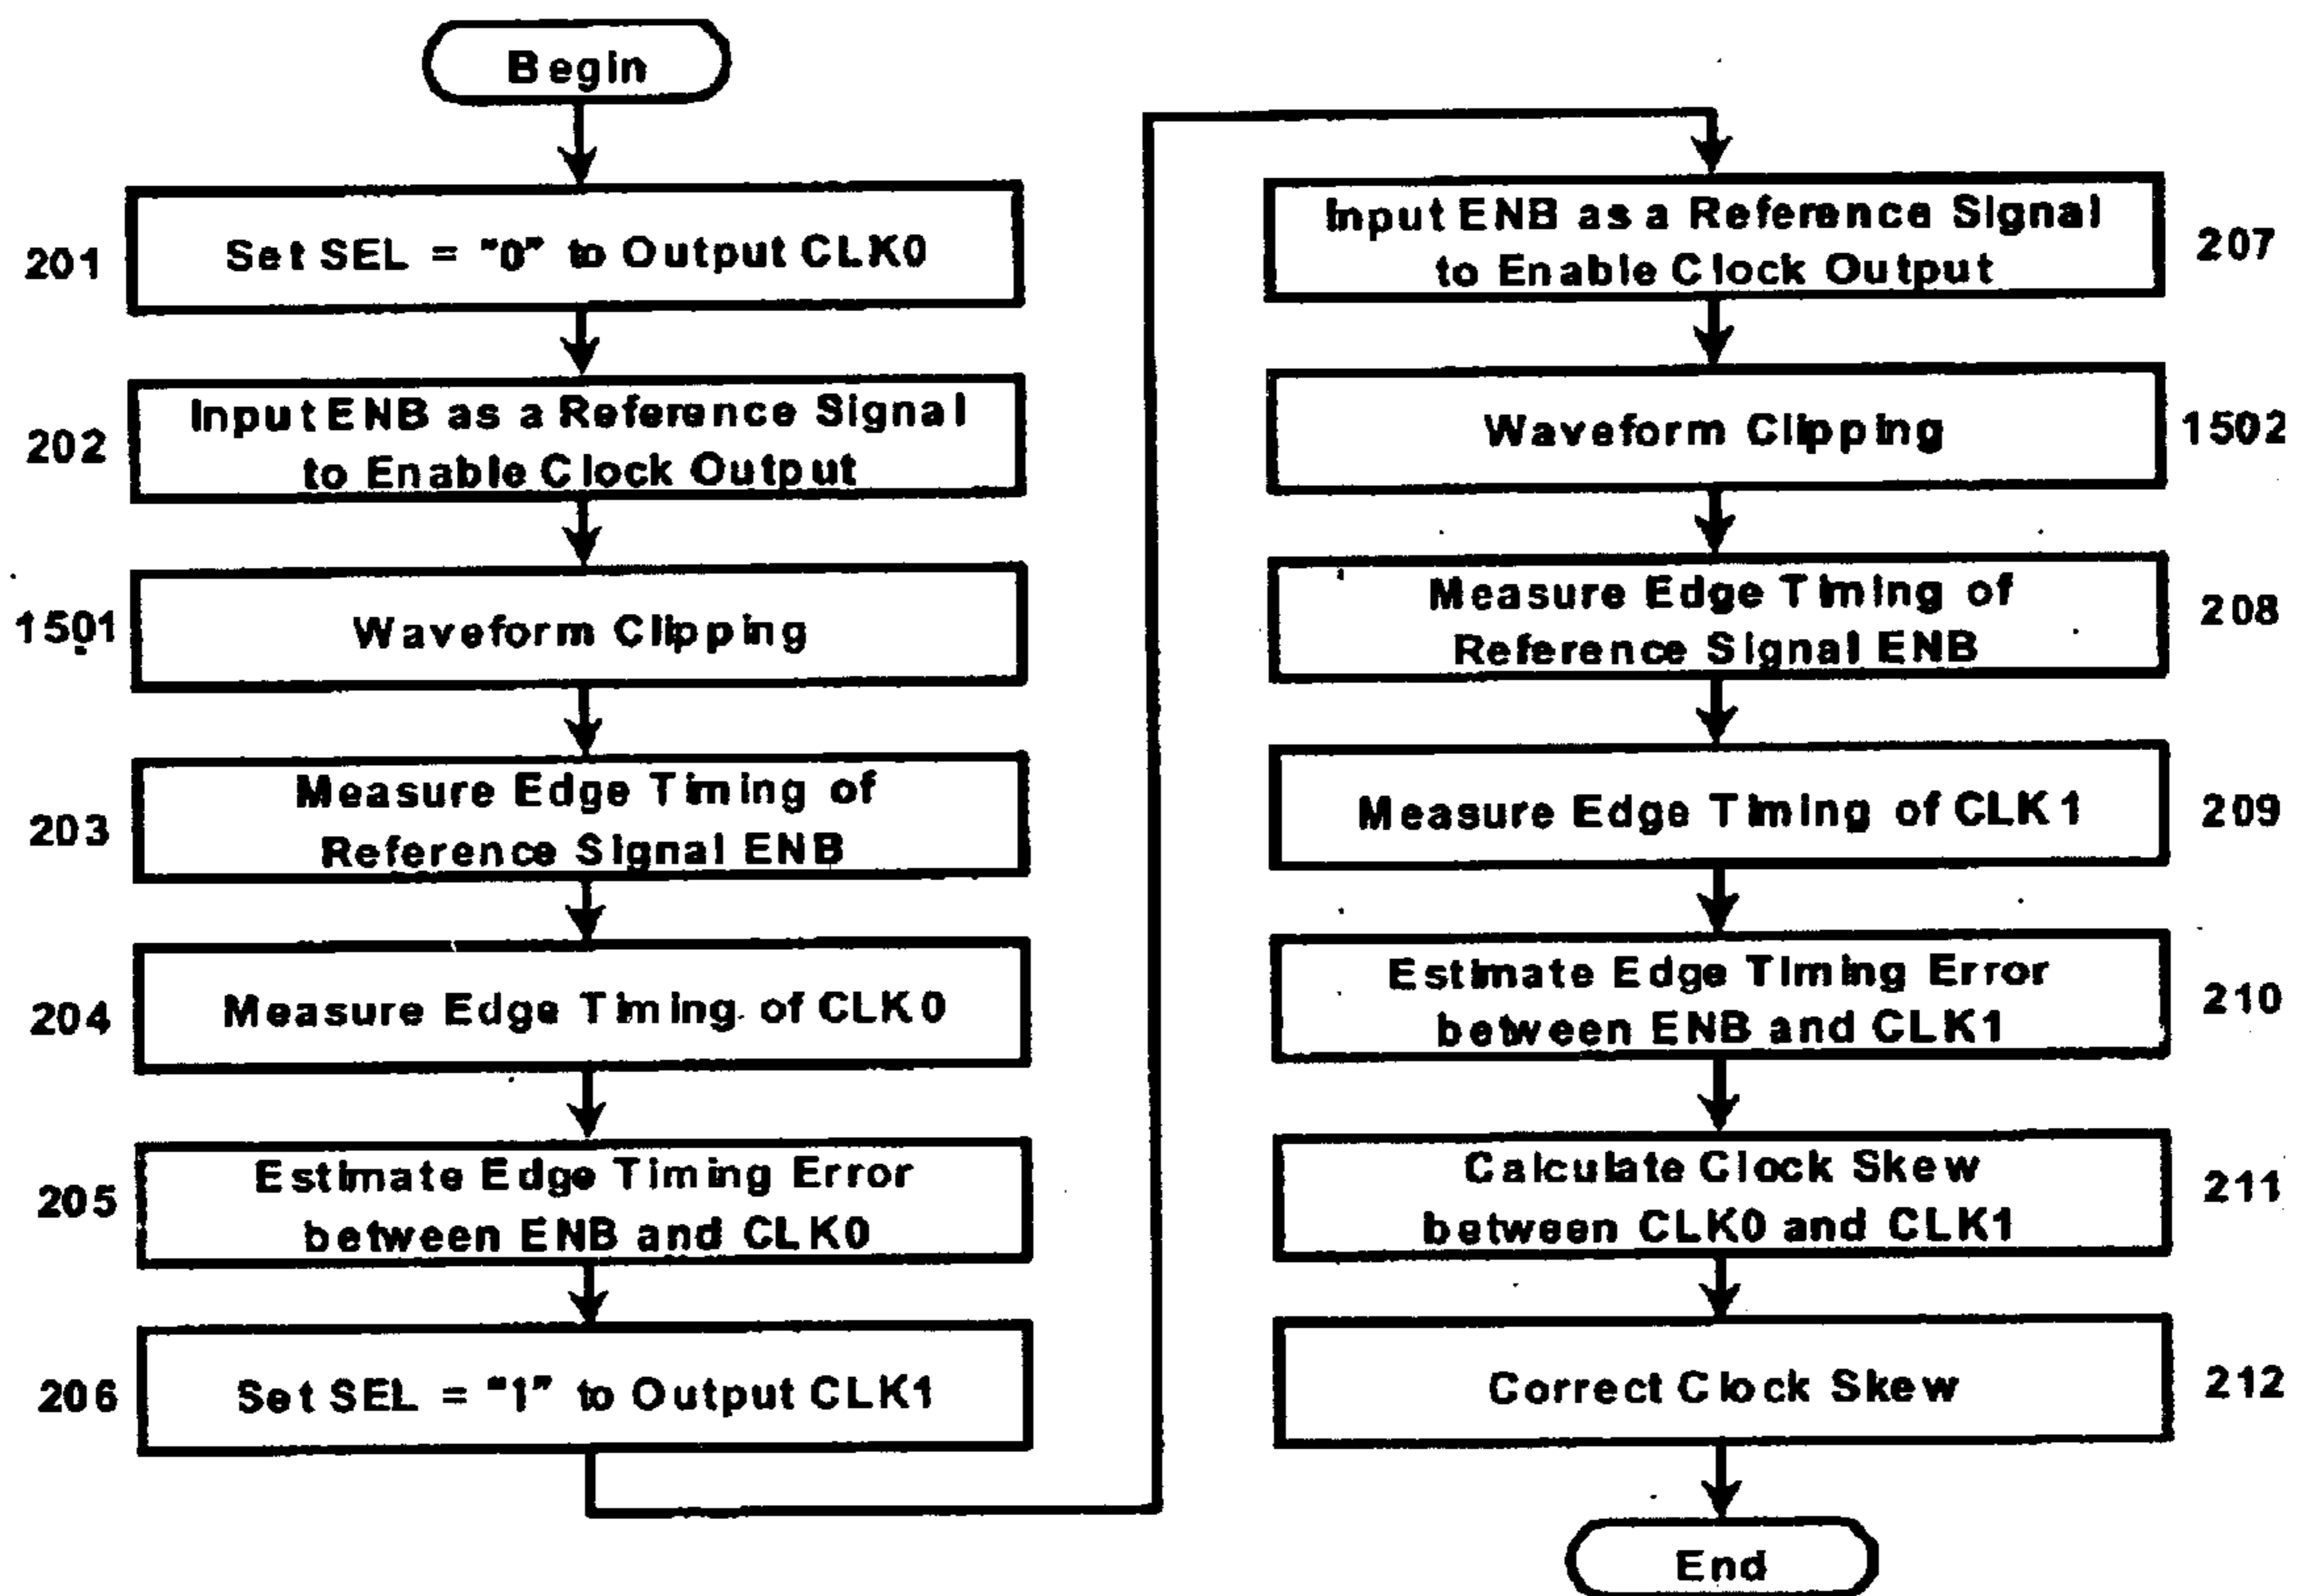 Begin
201
Set SEL = "0" to Output CLK0
202
Input ENB as a Reference Signal
to Enable Clock Output
1501
Waveform Clipping
203
Measure Edge Timing of
Reference Signal ENB
204
Measure Edge Timing of CLK0
205
Estimate Edge Timing Error
between ENB and CLK0
206
Set SEL = "1" to Output CLK1
Input ENB as a Reference Signal
to Enable Clock Output
207
Waveform Clipping
1502
Measure Edge Timing of
Reference Signal ENB
208
Measure Edge Timing of CLK1
209
Estimate Edge Timing Error
between ENB and CLK1
210
Calculate Clock Skew
between CLK0 and CLK1
211
Correct Clock Skew
212
End